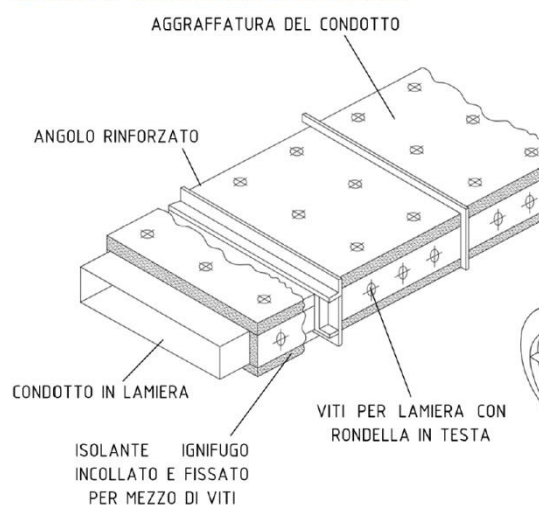 AGGRAFFATURA DEL CONDOTTO
ANGOLO RINFORZATO
CONDOTTO IN LAMIERA
VITI PER LAMIERA CON
RONDELLA IN TESTA
ISOLANTE IGNIFUGO
INCOLLATO E FISSATO
PER MEZZO DI VITI